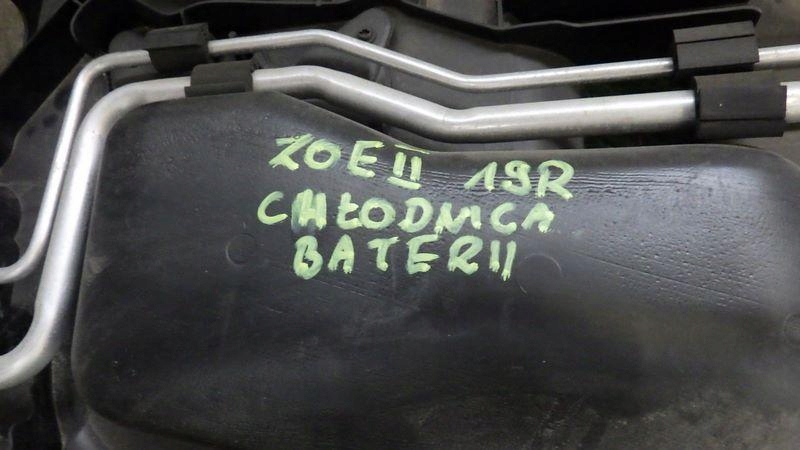 ZOE II 19R
CHŁODNICA
BATERII